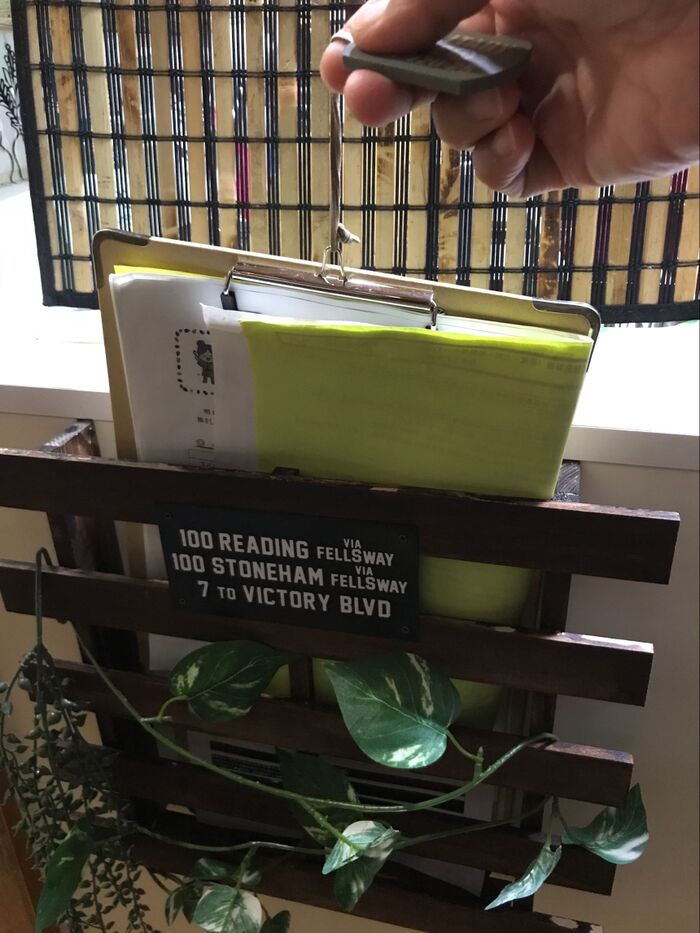 100 READING VIA FELLSWAY
100 STONEHAM VIA FELLSWAY
7 TO VICTORY BLVD